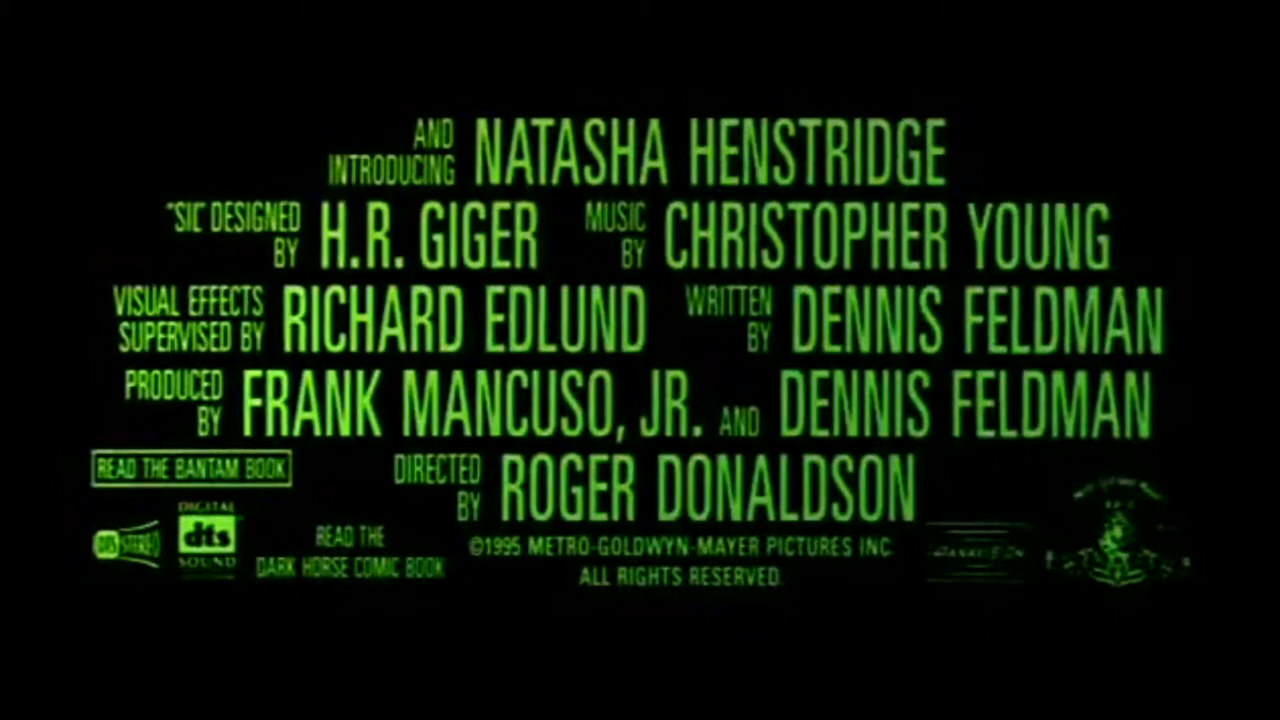 AND INTRODUCING NATASHA HENSTRIDGE
"SIL" DESIGNED BY H.R. GIGER MUSIC BY CHRISTOPHER YOUNG
VISUAL EFFECTS SUPERVISED BY RICHARD EDLUND WRITTEN BY DENNIS FELDMAN
PRODUCED BY FRANK MANCUSO, JR. AND DENNIS FELDMAN
READ THE BANTAM BOOK
DIRECTED BY ROGER DONALDSON
DIGITAL
dts
SOUND
dts STEREO
READ THE
DARK HORSE COMIC BOOK
©1995 METRO-GOLDWYN-MAYER PICTURES INC.
ALL RIGHTS RESERVED.